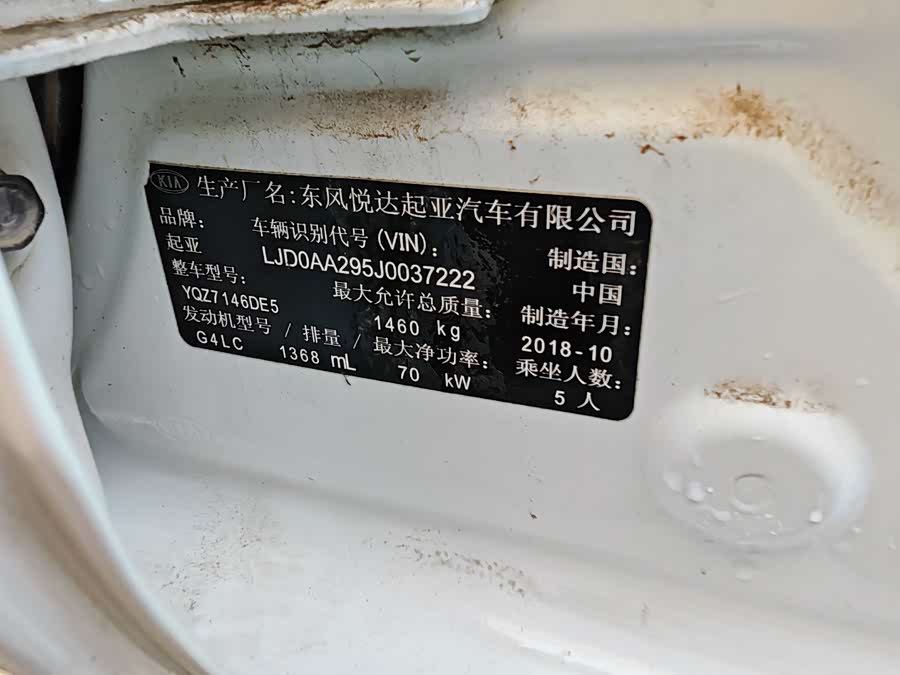 KIA 生产厂名:东风悦达起亚汽车有限公司
品牌: 车辆识别代号(VIN): 制造国:
起亚 LJD0AA295J0037222 中国
整车型号: 最大允许总质量: 制造年月:
YQZ7146DE5 1460 kg 2018-10
发动机型号 / 排量 / 最大净功率: 乘坐人数:
G4LC 1368 mL 70 kW 5 人